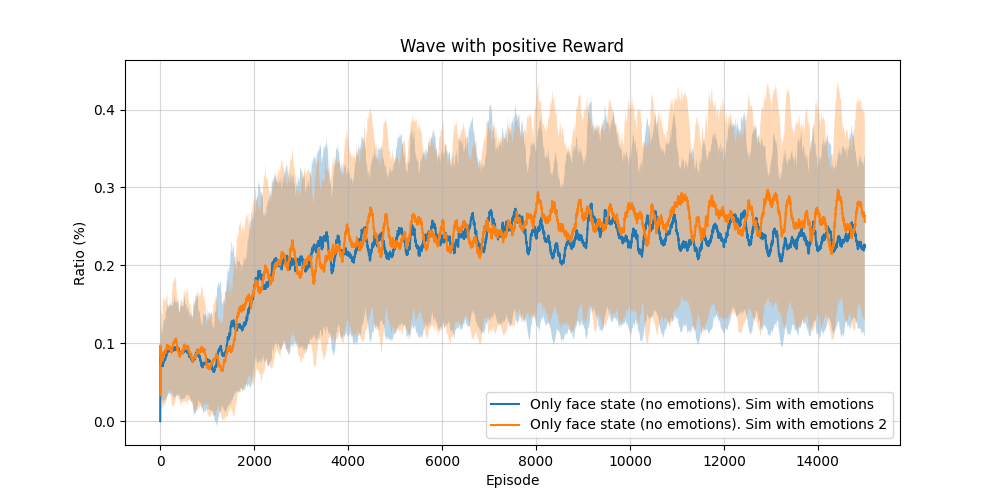 Wave with positive Reward
Ratio (%)
0.4
0.3
0.2
0.1
0.0
Only face state (no emotions). Sim with emotions
Only face state (no emotions). Sim with emotions 2
0 2000 4000 6000 8000 10000 12000 14000
Episode